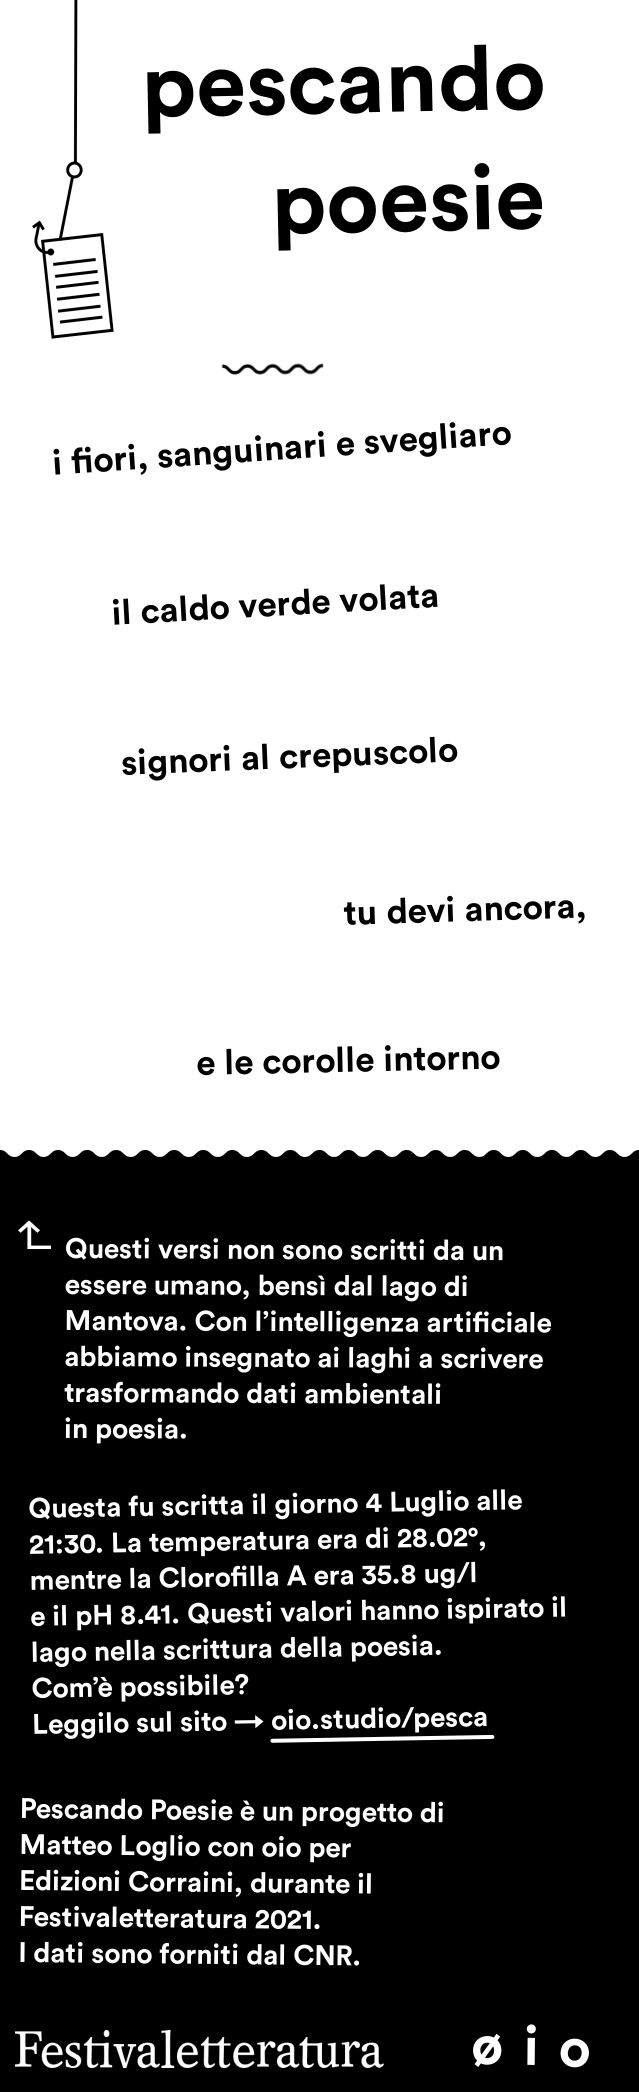 pescando
poesie
i fiori, sanguinari e svegliaro
il caldo verde volata
signori al crepuscolo
tu devi ancora,
e le corolle intorno
Questi versi non sono scritti da un
essere umano, bensì dal lago di
Mantova. Con l'intelligenza artificiale
abbiamo insegnato ai laghi a scrivere
trasformando dati ambientali
in poesia.
Questa fu scritta il giorno 4 Luglio alle
21:30. La temperatura era di 28.02°,
mentre la Clorofilla A era 35.8 ug/l
e il pH 8.41. Questi valori hanno ispirato il
lago nella scrittura della poesia.
Com'è possibile?
Leggilo sul sito → oio.studio/pesca
Pescando Poesie è un progetto di
Matteo Loglio con oio per
Edizioni Corraini, durante il
Festivaletteratura 2021.
I dati sono forniti dal CNR.
Festivaletteratura ø i o